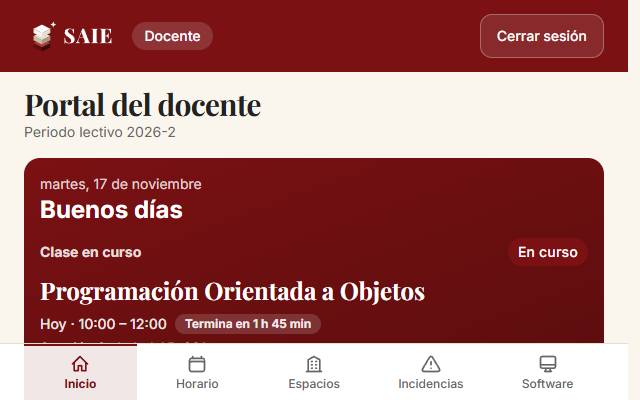 SAIE
Docente
Cerrar sesión
Portal del docente
Periodo lectivo 2026-2
martes, 17 de noviembre
Buenos días
Clase en curso
En curso
Programación Orientada a Objetos
Hoy · 10:00 – 12:00
Termina en 1 h 45 min
Inicio
Horario
Espacios
Incidencias
Software